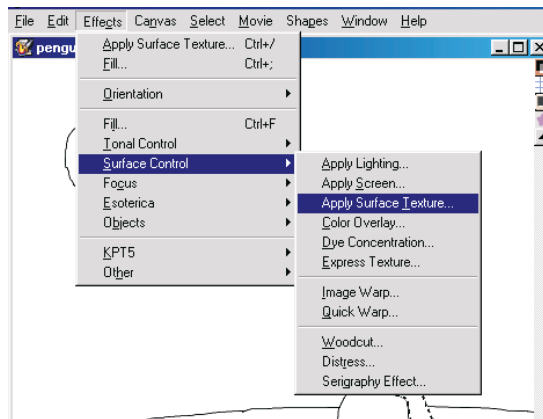 File Edit Effects Canvas Select Movie Shapes Window Help
pengu
Apply Surface Texture... Ctrl+/
Fill... Ctrl+;
Orientation
Fill... Ctrl+F
Tonal Control
Surface Control
Focus
Esoterica
Objects
KPT5
Other
Apply Lighting...
Apply Screen...
Apply Surface Texture...
Color Overlay...
Dye Concentration...
Express Texture...
Image Warp...
Quick Warp...
Woodcut...
Distress...
Serigraphy Effect...